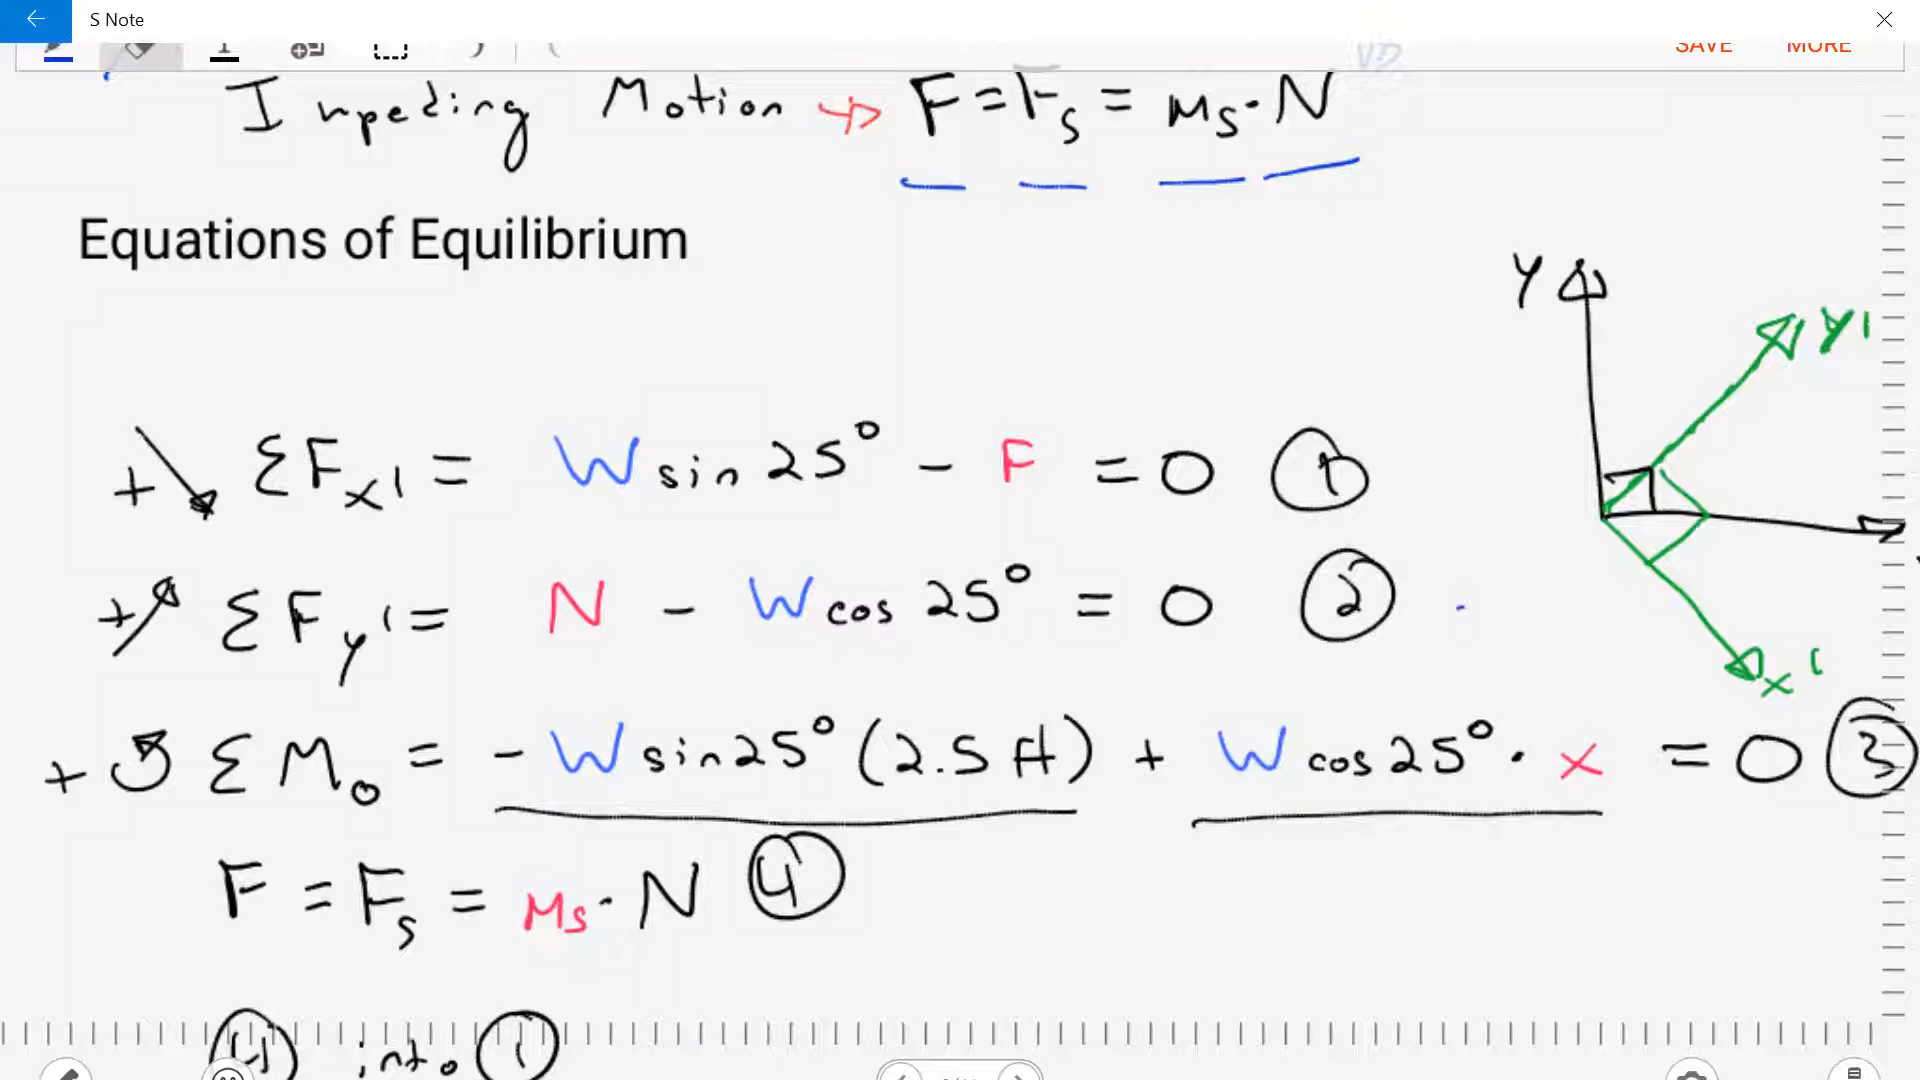 S Note
SAVE MORE
Inpeding Motion → F = Fs = μs · N
Equations of Equilibrium
Y
y'
+↘ ΣFx' = W sin 25° - F = 0 ①
+↗ ΣFy' = N - W cos 25° = 0 ②
x'
+↺ ΣMo = - W sin 25° (2.5 ft) + W cos 25° · x = 0 ③
F = Fs = μs · N ④
④ into ①